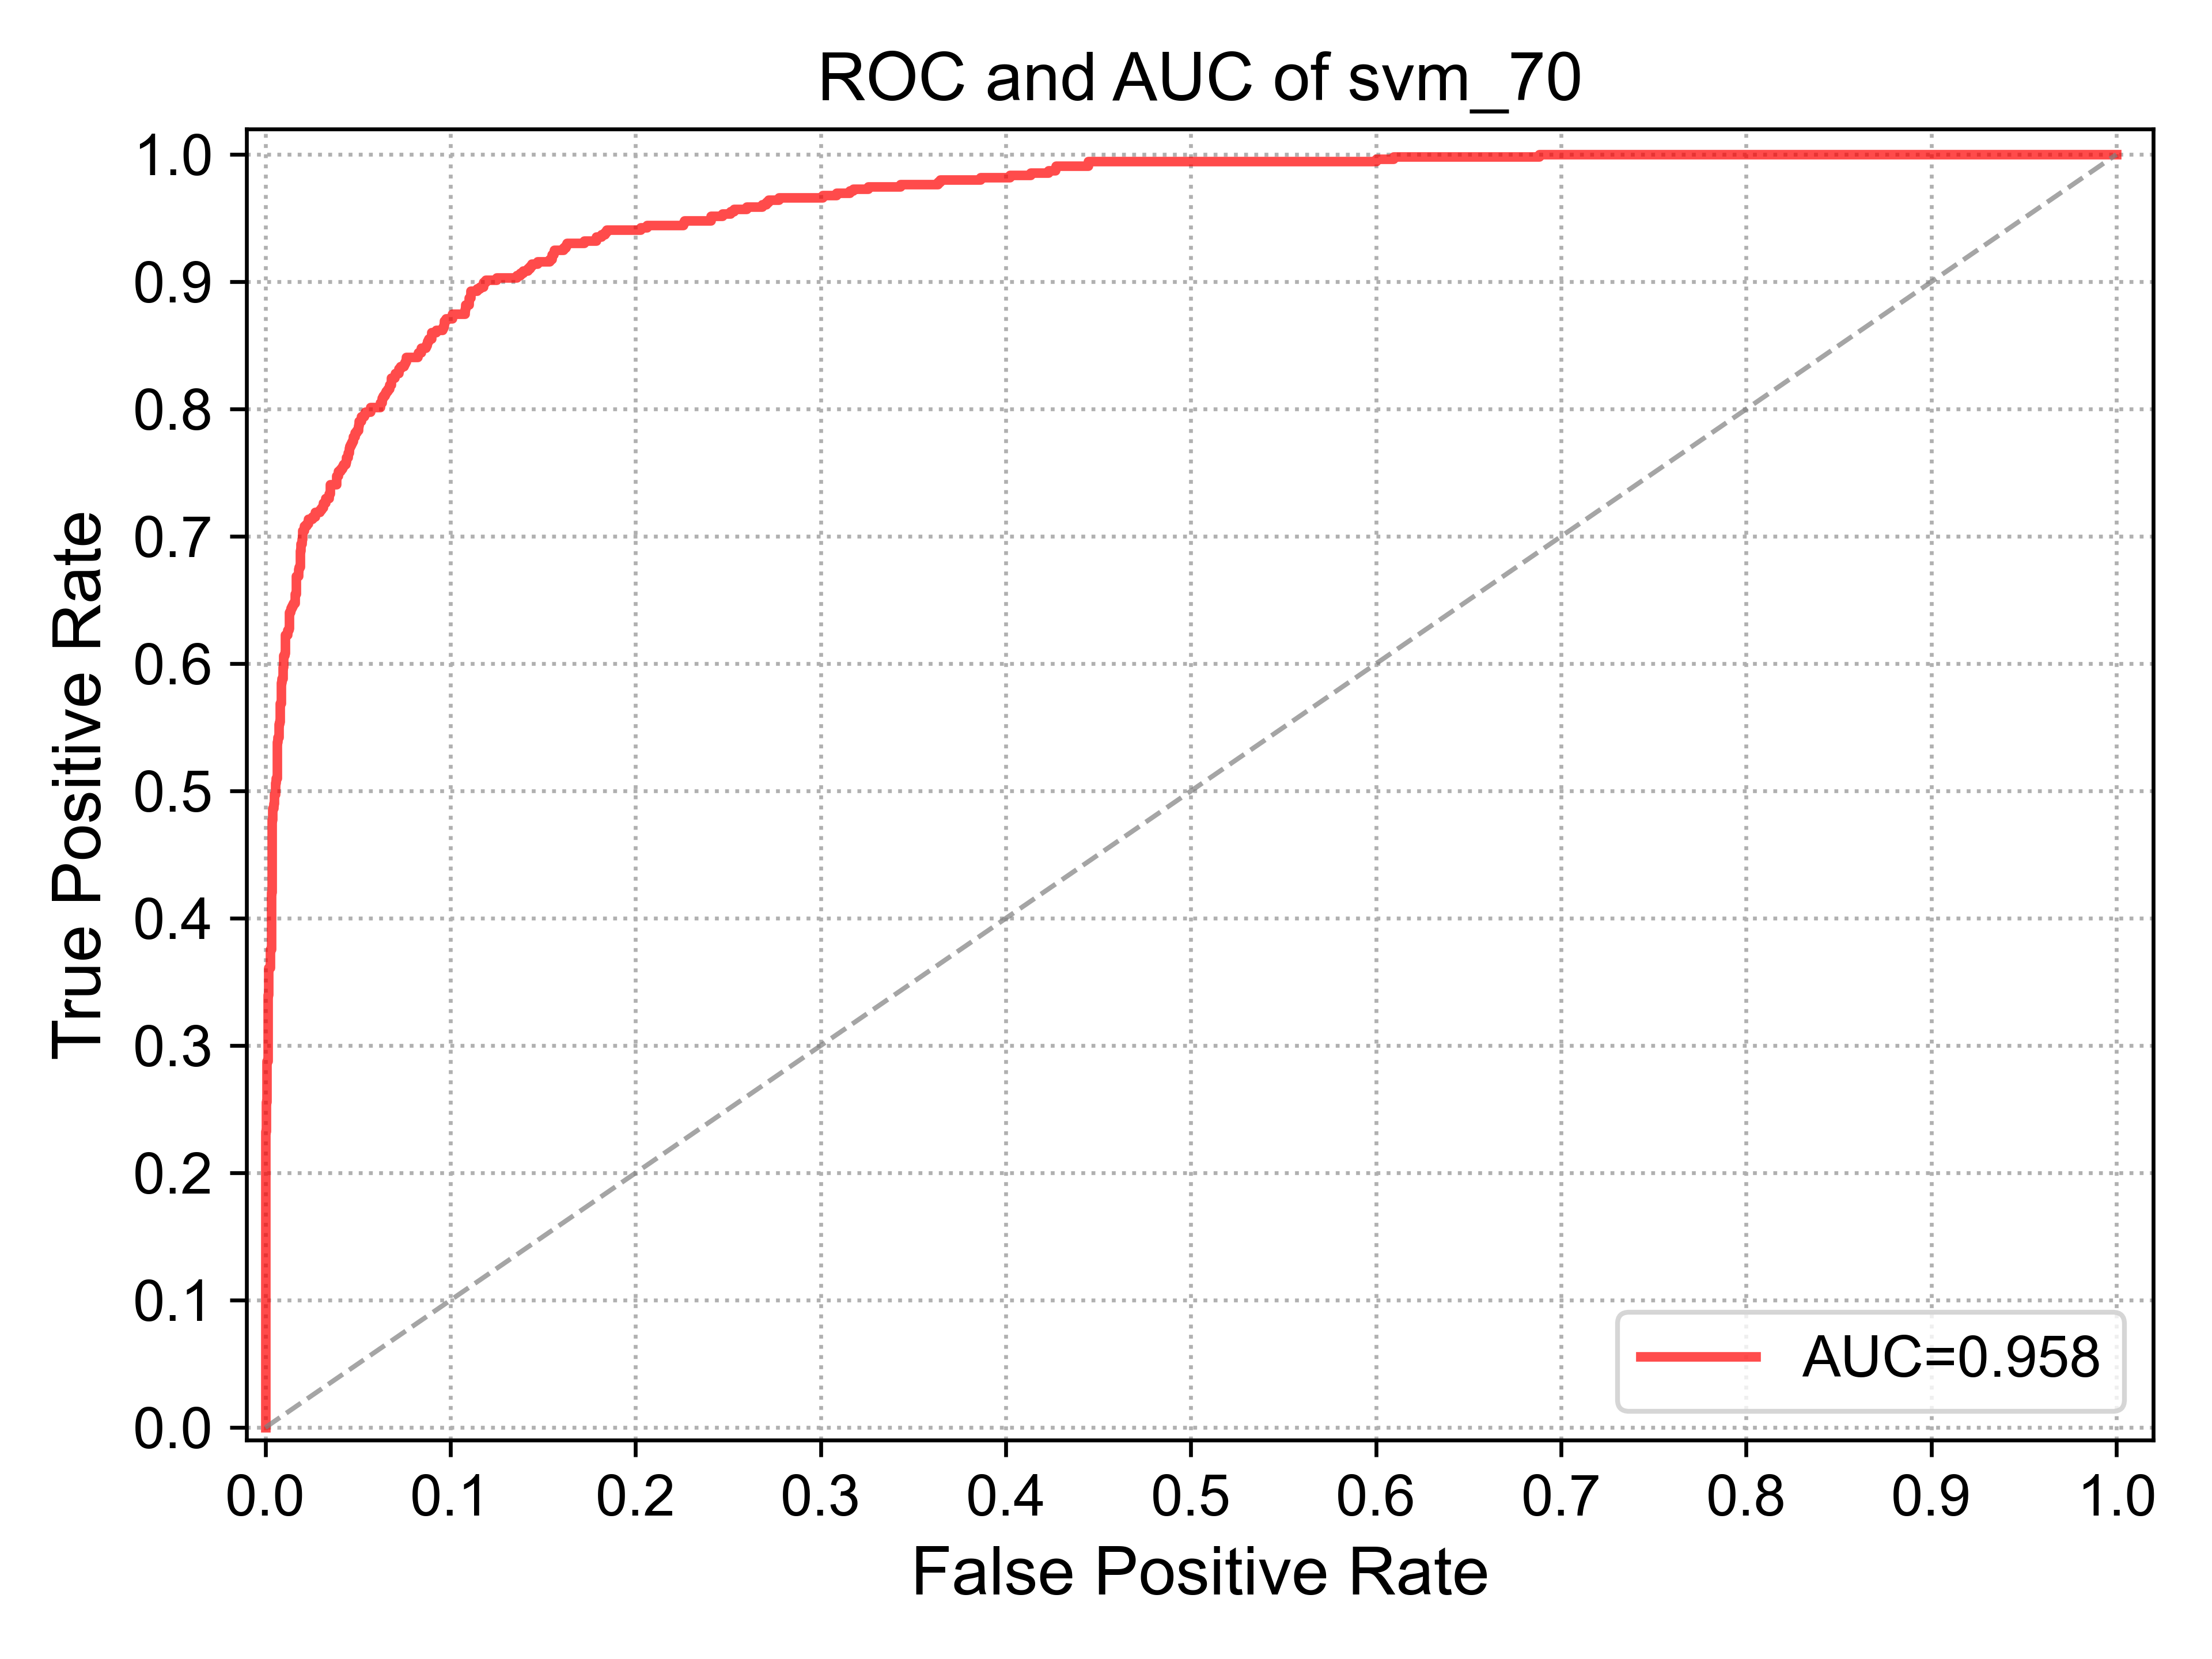 ROC and AUC of svm_70
True Positive Rate
1.0
0.9
0.8
0.7
0.6
0.5
0.4
0.3
0.2
0.1
0.0
AUC=0.958
0.0 0.1 0.2 0.3 0.4 0.5 0.6 0.7 0.8 0.9 1.0
False Positive Rate